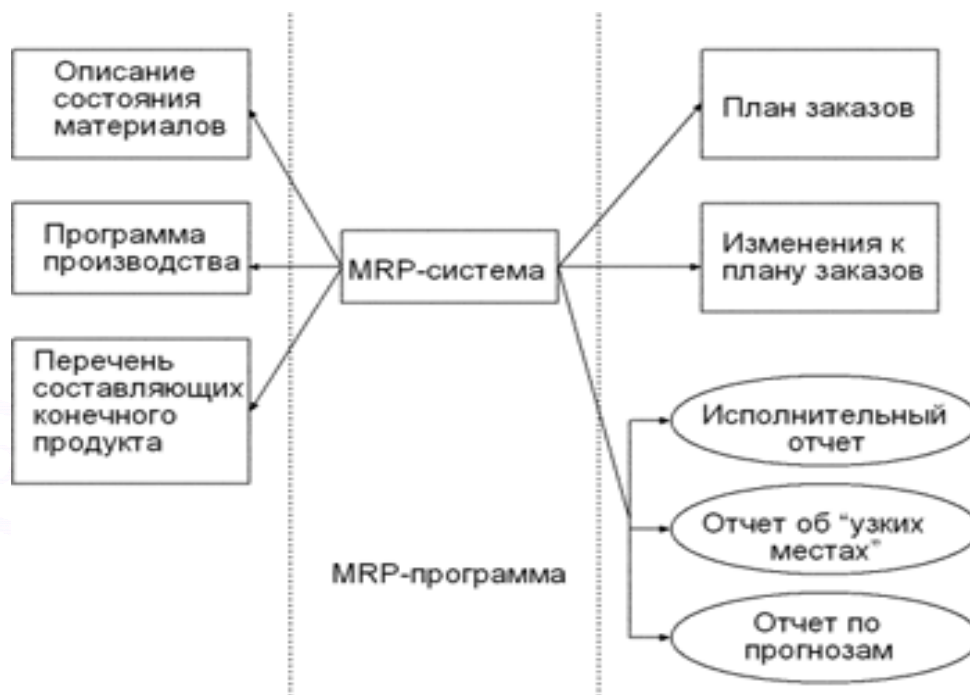 Описание
состояния
материалов
Программа
производства
Перечень
составляющих
конечного
продукта
MRP-система
MRP-программа
План заказов
Изменения к
плану заказов
Исполнительный
отчет
Отчет об “узких
местах”
Отчет по
прогнозам